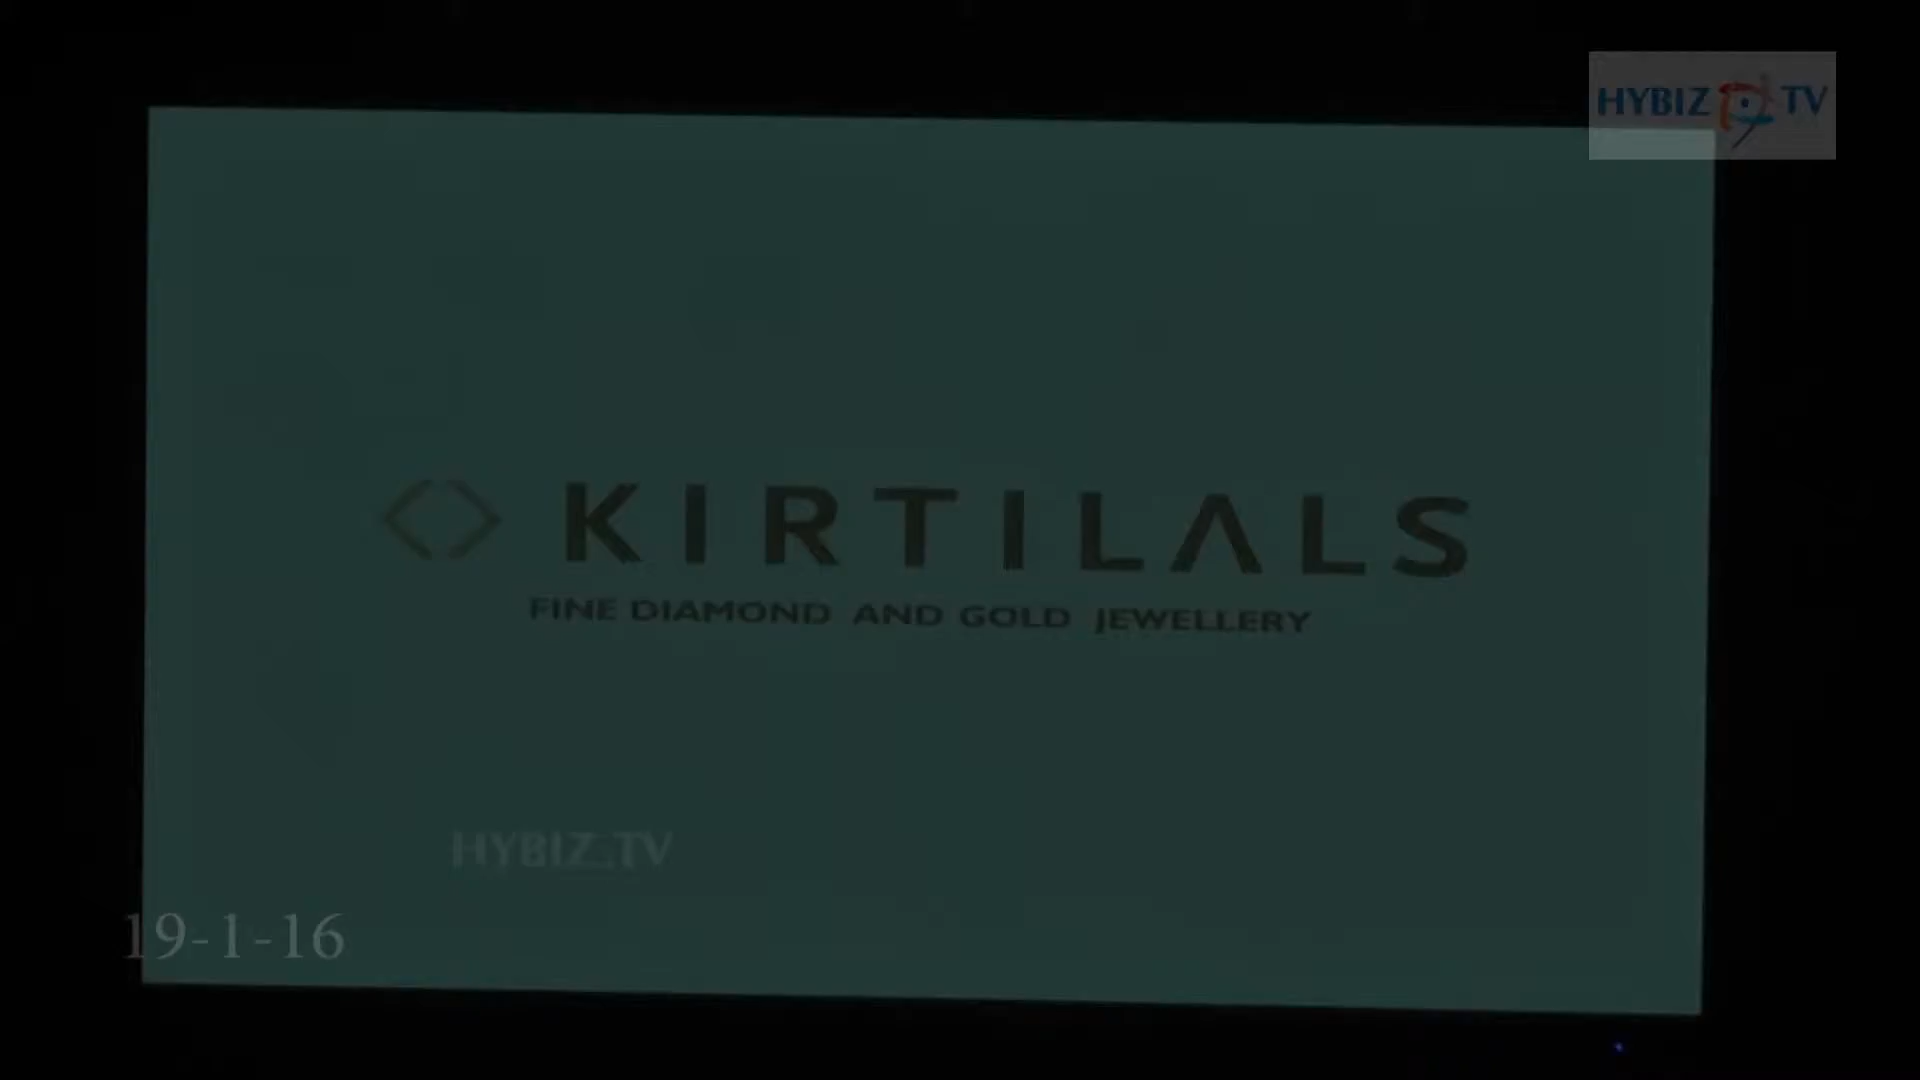 HYBIZ TV
KIRTILALS
FINE DIAMOND AND GOLD JEWELLERY
HYBIZ.TV
19-1-16